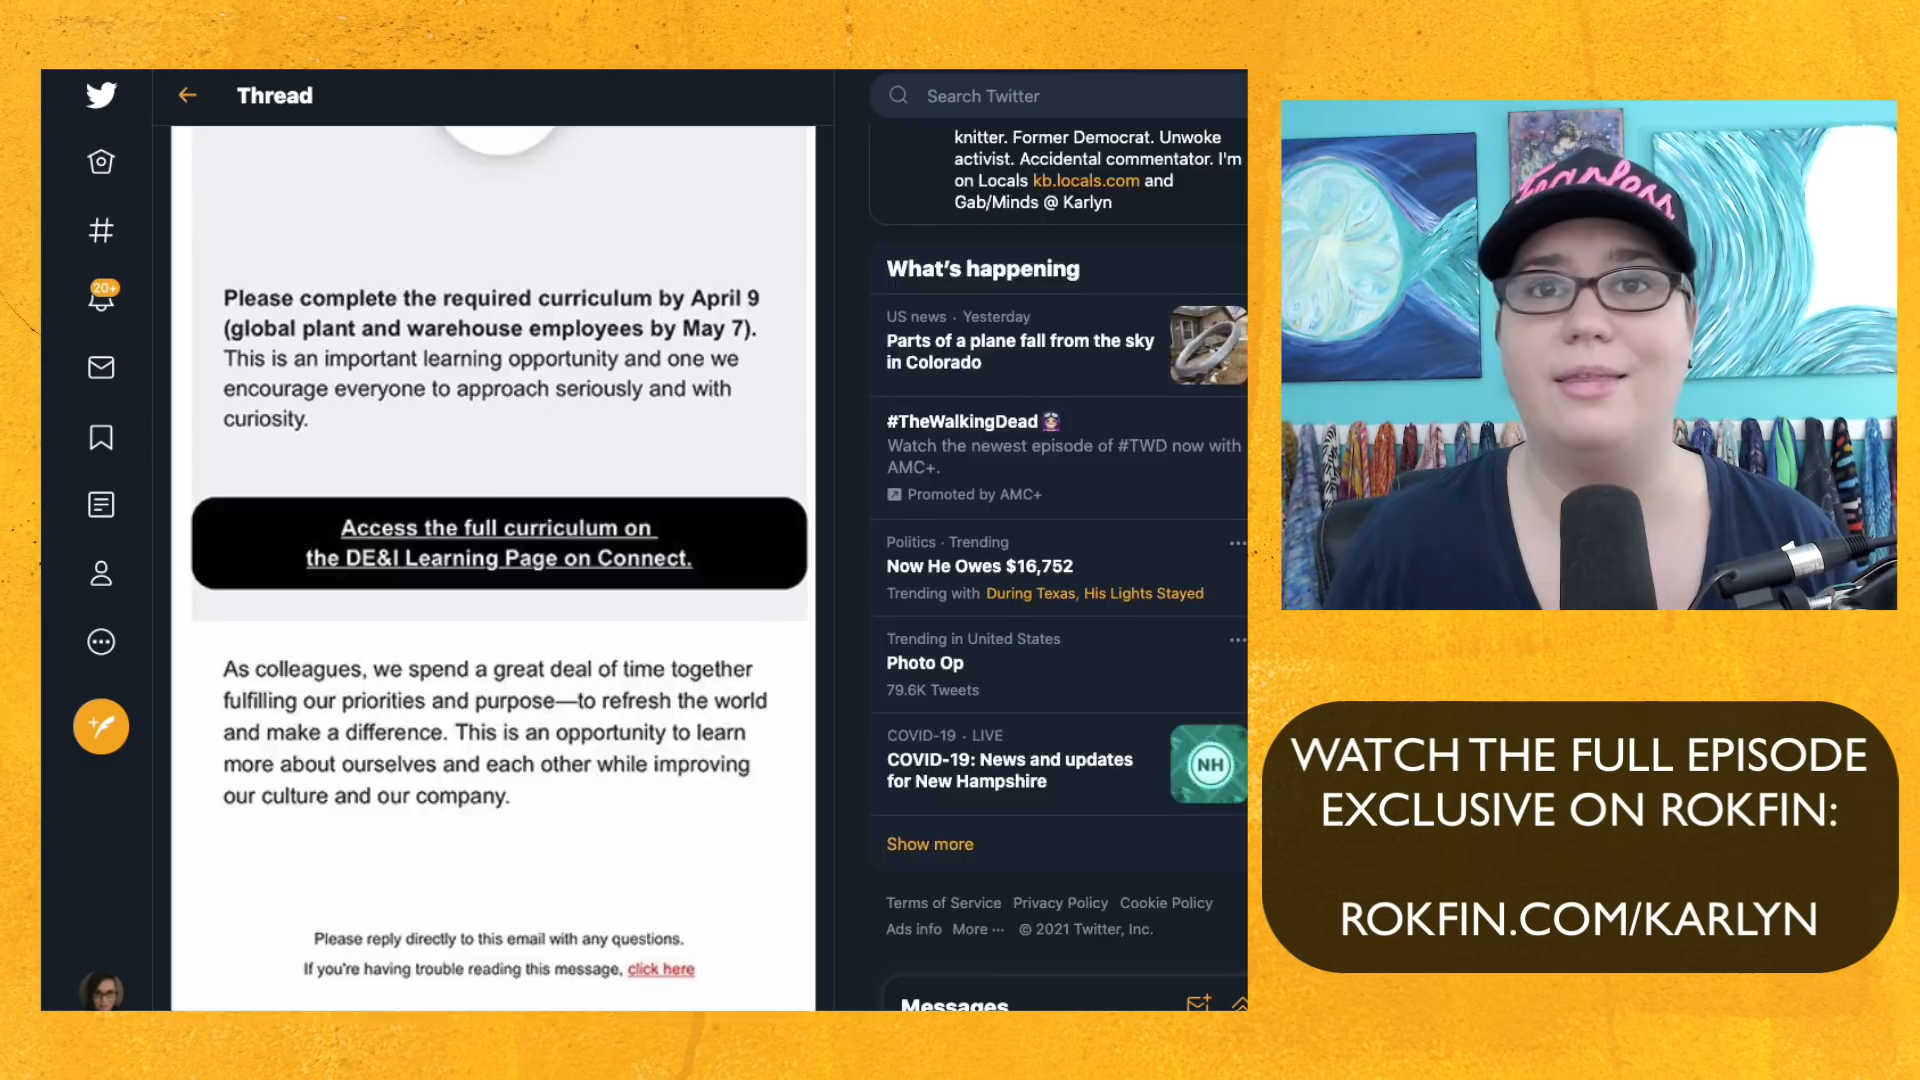 Thread
Please complete the required curriculum by April 9
(global plant and warehouse employees by May 7).
This is an important learning opportunity and one we
encourage everyone to approach seriously and with
curiosity.
Access the full curriculum on
the DE&I Learning Page on Connect.
As colleagues, we spend a great deal of time together
fulfilling our priorities and purpose—to refresh the world
and make a difference. This is an opportunity to learn
more about ourselves and each other while improving
our culture and our company.
Please reply directly to this email with any questions.
If you're having trouble reading this message, click here
20+
Search Twitter
knitter. Former Democrat. Unwoke
activist. Accidental commentator. I'm
on Locals kb.locals.com and
Gab/Minds @ Karlyn
What's happening
US news · Yesterday
Parts of a plane fall from the sky
in Colorado
#TheWalkingDead
Watch the newest episode of #TWD now with
AMC+.
Promoted by AMC+
Politics · Trending
Now He Owes $16,752
Trending with During Texas, His Lights Stayed
Trending in United States
Photo Op
79.6K Tweets
COVID-19 · LIVE
COVID-19: News and updates
for New Hampshire
NH
Show more
Terms of Service Privacy Policy Cookie Policy
Ads info More ··· © 2021 Twitter, Inc.
Messages
Fearless
WATCH THE FULL EPISODE
EXCLUSIVE ON ROKFIN:
ROKFIN.COM/KARLYN